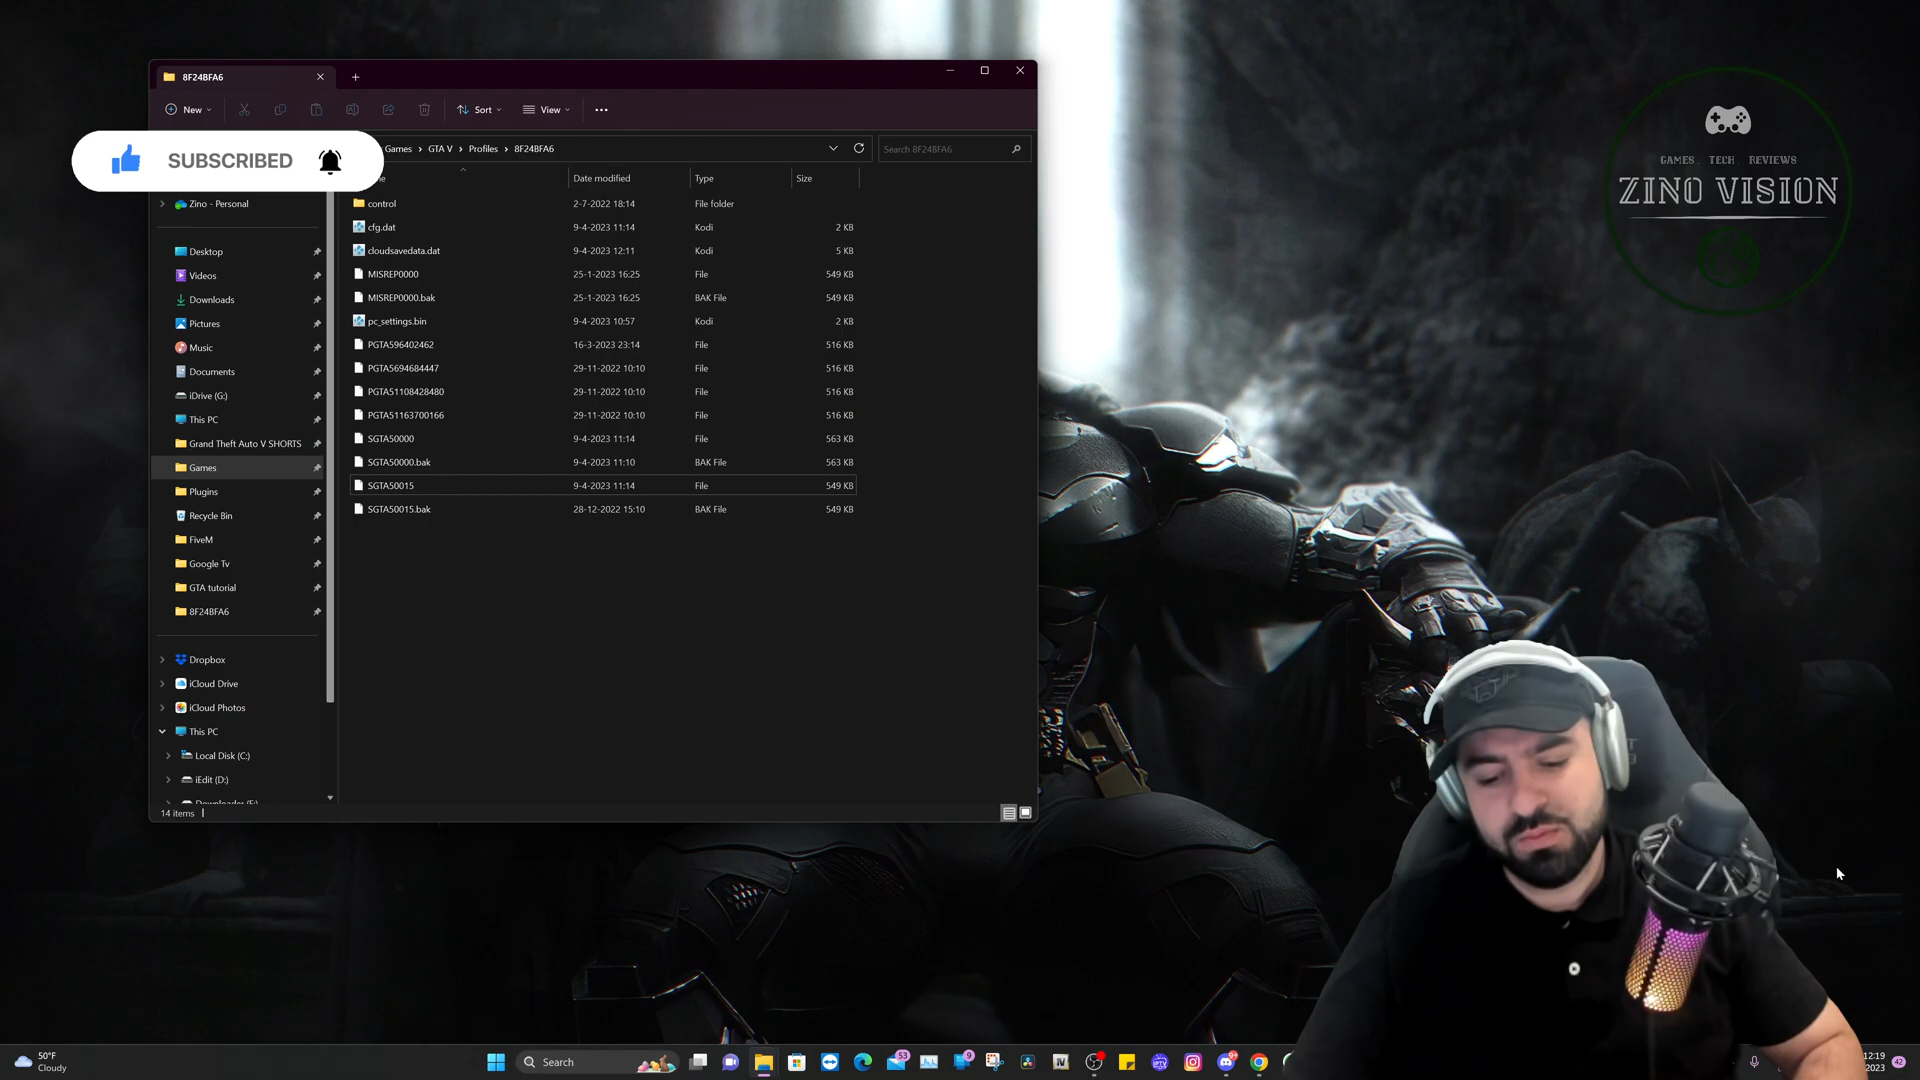 8F24BFA6
New
Sort
View
SUBSCRIBED
Games > GTA V > Profiles > 8F24BFA6
Search 8F24BFA6
Date modified Type Size
Zino - Personal
Desktop
Videos
Downloads
Pictures
Music
Documents
iDrive (G:)
This PC
Grand Theft Auto V SHORTS
Games
Plugins
Recycle Bin
FiveM
Google Tv
GTA tutorial
8F24BFA6
Dropbox
iCloud Drive
iCloud Photos
This PC
Local Disk (C:)
iEdit (D:)
control 2-7-2022 18:14 File folder
cfg.dat 9-4-2023 11:14 Kodi 2 KB
cloudsavedata.dat 9-4-2023 12:11 Kodi 5 KB
MISREP0000 25-1-2023 16:25 File 549 KB
MISREP0000.bak 25-1-2023 16:25 BAK File 549 KB
pc_settings.bin 9-4-2023 10:57 Kodi 2 KB
PGTA596402462 16-3-2023 23:14 File 516 KB
PGTA5694684447 29-11-2022 10:10 File 516 KB
PGTA51108428480 29-11-2022 10:10 File 516 KB
PGTA51163700166 29-11-2022 10:10 File 516 KB
SGTA50000 9-4-2023 11:14 File 563 KB
SGTA50000.bak 9-4-2023 11:10 BAK File 563 KB
SGTA50015 9-4-2023 11:14 File 549 KB
SGTA50015.bak 28-12-2022 15:10 BAK File 549 KB
14 items
GAMES . TECH . REVIEWS
ZINO VISION
50°F
Cloudy
Search
53
9
IV
IPTV
9+
12:19
2023
42